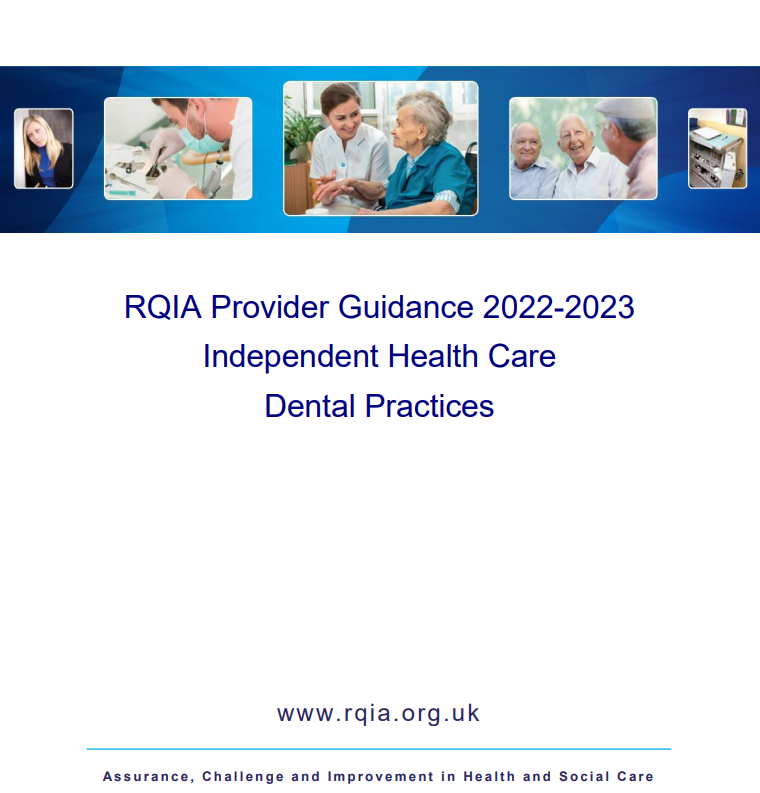 RQIA Provider Guidance 2022-2023
Independent Health Care
Dental Practices
www.rqia.org.uk
Assurance, Challenge and Improvement in Health and Social Care